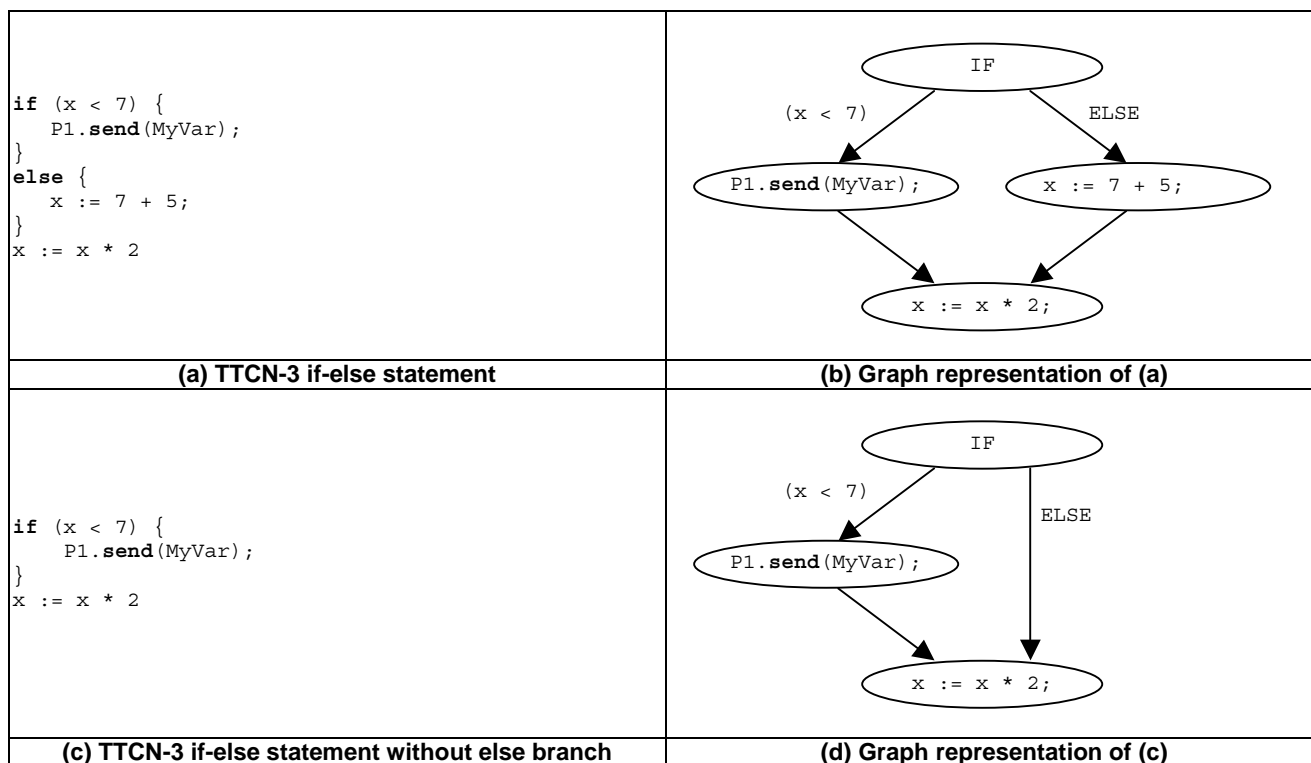 if (x < 7) {
   P1.send(MyVar);
}
else {
   x := 7 + 5;
}
x := x * 2
IF
(x < 7)
ELSE
P1.send(MyVar);
x := 7 + 5;
x := x * 2;
(a) TTCN-3 if-else statement
(b) Graph representation of (a)
if (x < 7) {
    P1.send(MyVar);
}
x := x * 2
IF
(x < 7)
ELSE
P1.send(MyVar);
x := x * 2;
(c) TTCN-3 if-else statement without else branch
(d) Graph representation of (c)